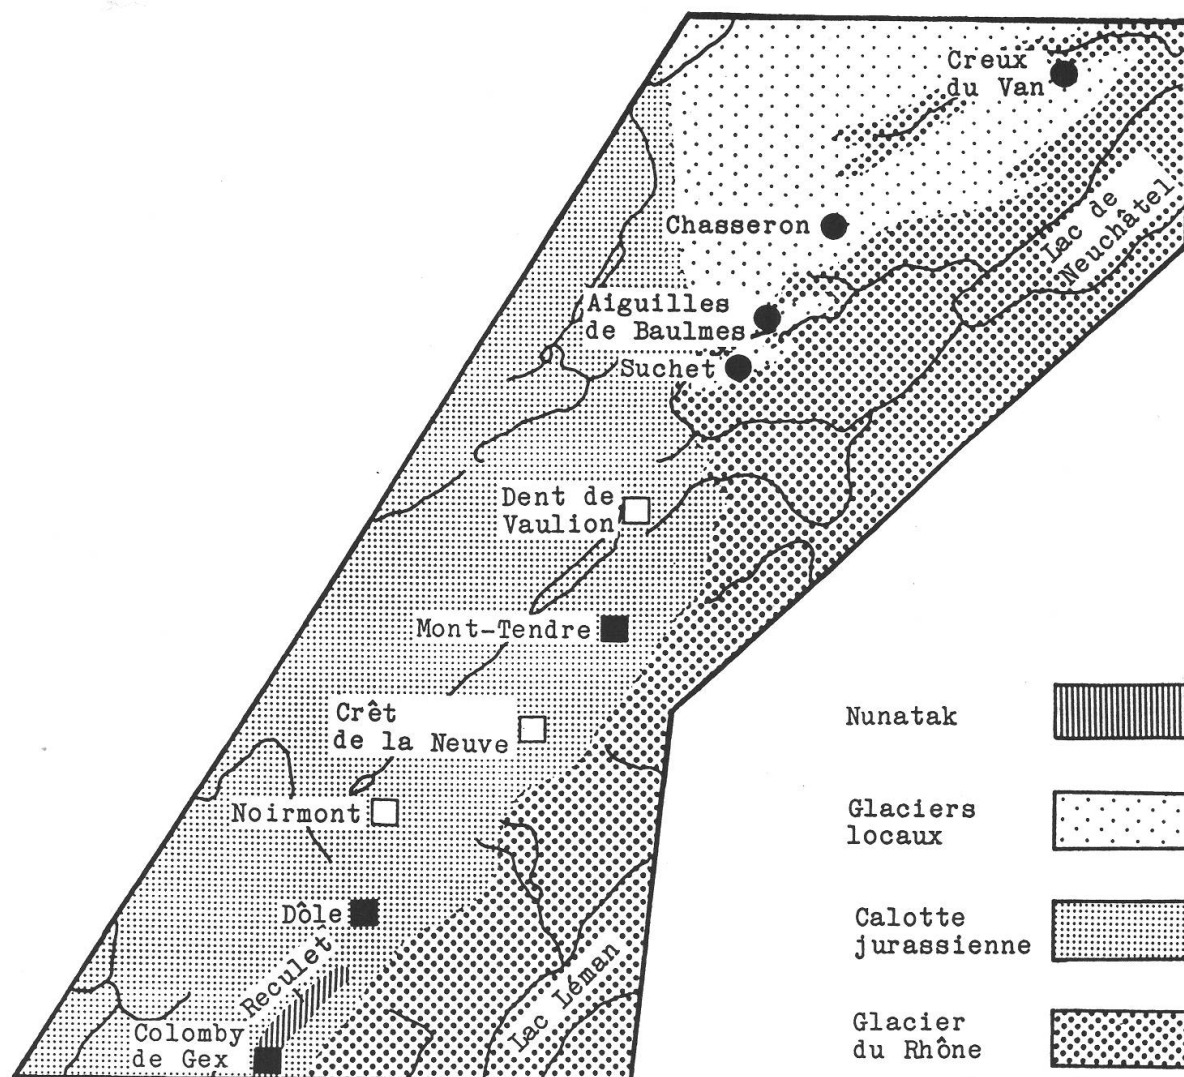 Creux
du Van
Lac de
Neuchâtel
Chasseron
Aiguilles
de Baulmes
Suchet
Dent de
Vaulion
Mont-Tendre
Crêt
de la Neuve
Noirmont
Dôle
Reculet
Colomby
de Gex
Lac Léman
Nunatak
Glaciers
locaux
Calotte
jurassienne
Glacier
du Rhône